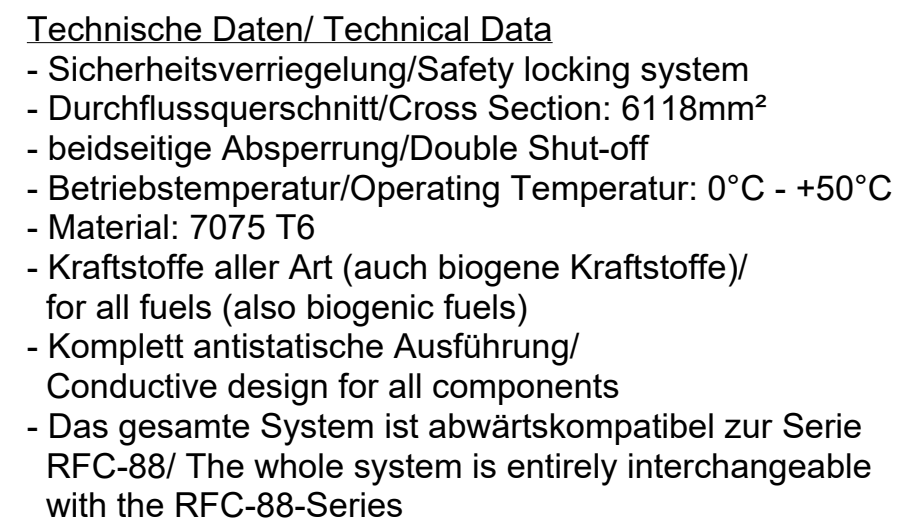 Technische Daten/ Technical Data
- Sicherheitsverriegelung/Safety locking system
- Durchflussquerschnitt/Cross Section: 6118mm²
- beidseitige Absperrung/Double Shut-off
- Betriebstemperatur/Operating Temperatur: 0°C - +50°C
- Material: 7075 T6
- Kraftstoffe aller Art (auch biogene Kraftstoffe)/
for all fuels (also biogenic fuels)
- Komplett antistatische Ausführung/
Conductive design for all components
- Das gesamte System ist abwärtskompatibel zur Serie
RFC-88/ The whole system is entirely interchangeable
with the RFC-88-Series